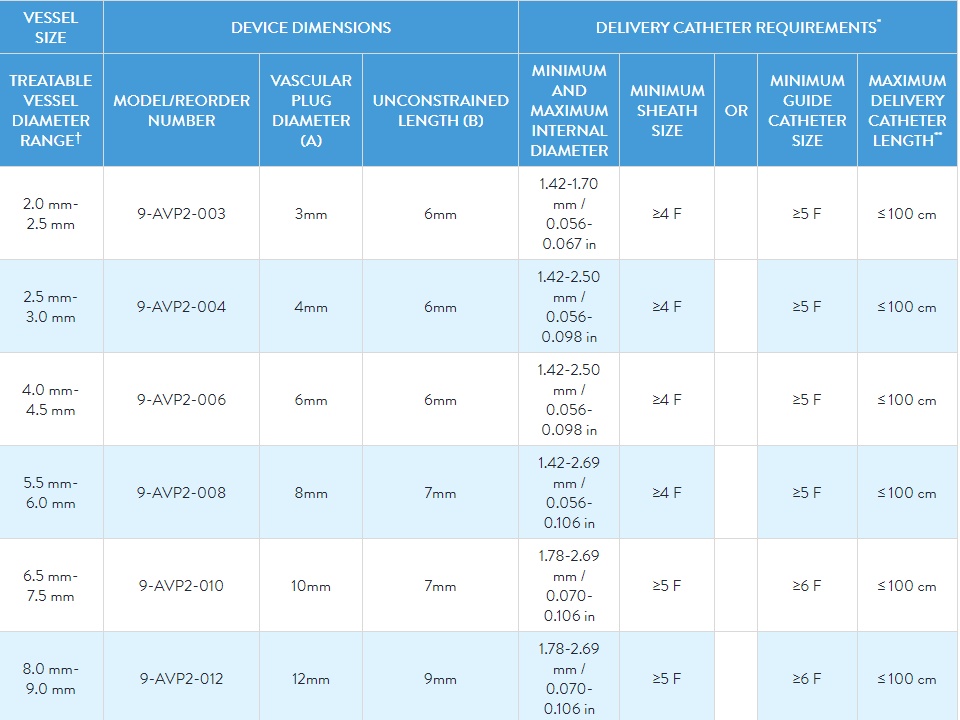 VESSEL SIZE
DEVICE DIMENSIONS
DELIVERY CATHETER REQUIREMENTS*
TREATABLE
VESSEL
DIAMETER
RANGE†
MODEL/REORDER
NUMBER
VASCULAR
PLUG
DIAMETER
(A)
UNCONSTRAINED
LENGTH (B)
MINIMUM
AND
MAXIMUM
INTERNAL
DIAMETER
MINIMUM
SHEATH
SIZE
OR
MINIMUM
GUIDE
CATHETER
SIZE
MAXIMUM
DELIVERY
CATHETER
LENGTH**
2.0 mm-
2.5 mm
9-AVP2-003
3mm
6mm
1.42-1.70
mm /
0.056-
0.067 in
≥4 F
≥5 F
≤100 cm
2.5 mm-
3.0 mm
9-AVP2-004
4mm
6mm
1.42-2.50
mm /
0.056-
0.098 in
≥4 F
≥5 F
≤100 cm
4.0 mm-
4.5 mm
9-AVP2-006
6mm
6mm
1.42-2.50
mm /
0.056-
0.098 in
≥4 F
≥5 F
≤100 cm
5.5 mm-
6.0 mm
9-AVP2-008
8mm
7mm
1.42-2.69
mm /
0.056-
0.106 in
≥4 F
≥5 F
≤100 cm
6.5 mm-
7.5 mm
9-AVP2-010
10mm
7mm
1.78-2.69
mm /
0.070-
0.106 in
≥5 F
≥6 F
≤100 cm
8.0 mm-
9.0 mm
9-AVP2-012
12mm
9mm
1.78-2.69
mm /
0.070-
0.106 in
≥5 F
≥6 F
≤100 cm